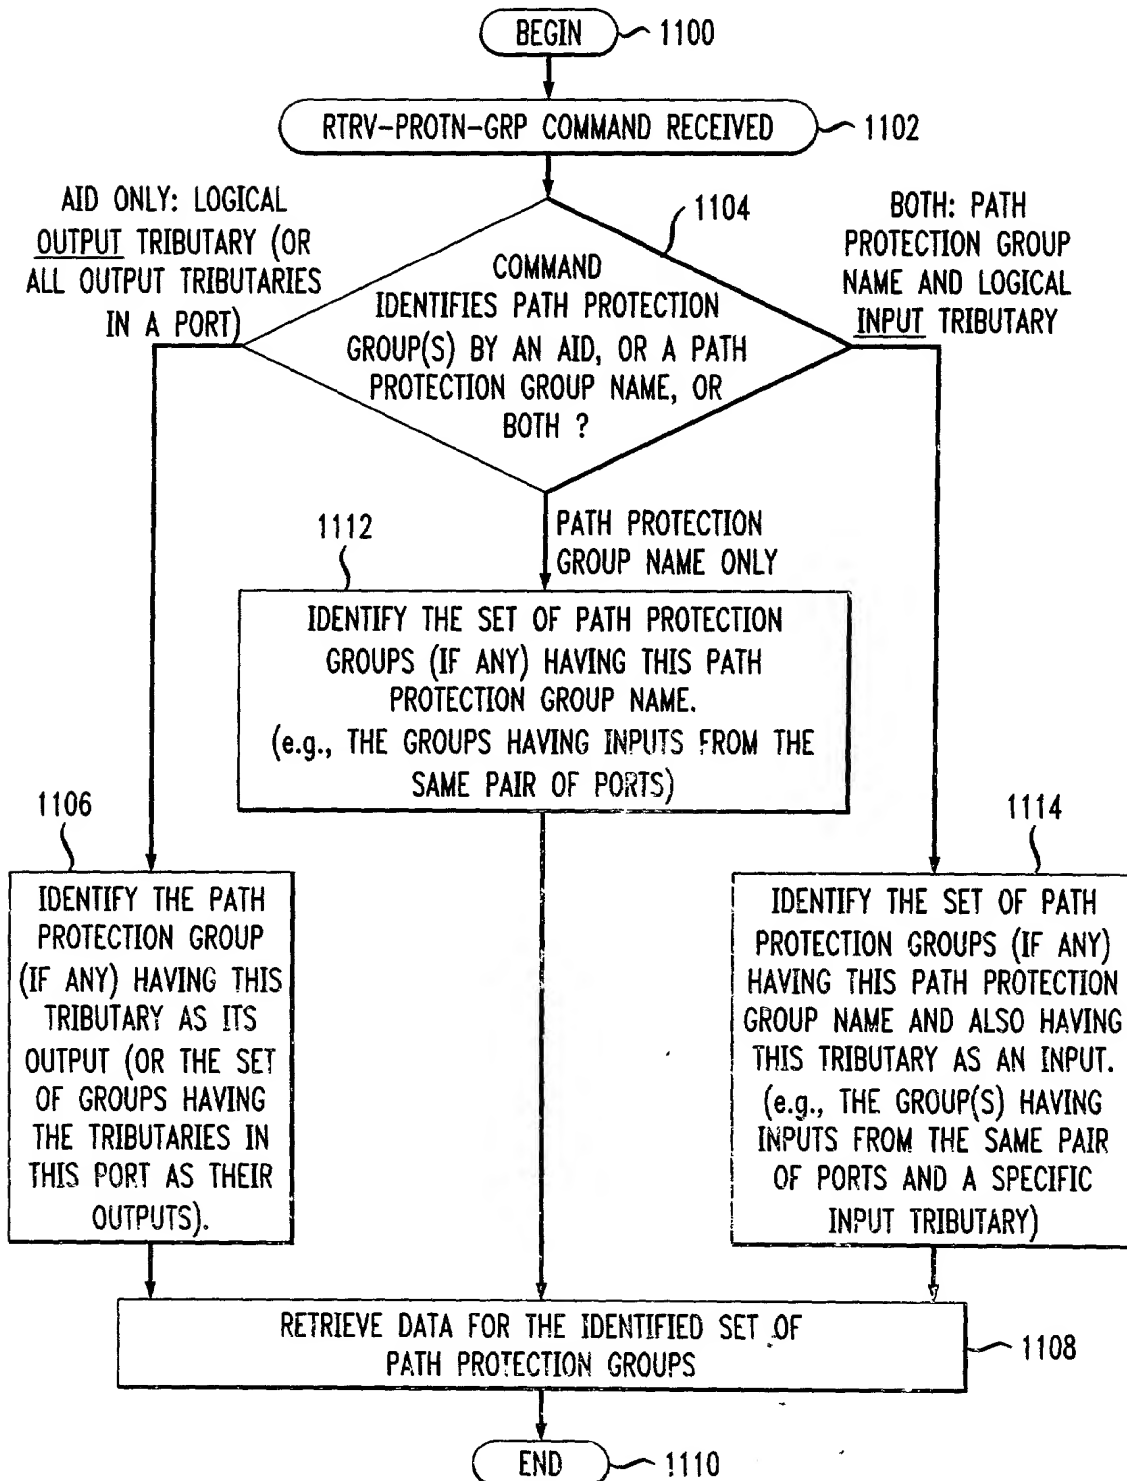 BEGIN
1100
RTRV-PROTN-GRP COMMAND RECEIVED
1102
AID ONLY: LOGICAL
OUTPUT TRIBUTARY (OR
ALL OUTPUT TRIBUTARIES
IN A PORT)
1104
COMMAND
IDENTIFIES PATH PROTECTION
GROUP(S) BY AN AID, OR A PATH
PROTECTION GROUP NAME, OR
BOTH ?
BOTH: PATH
PROTECTION GROUP
NAME AND LOGICAL
INPUT TRIBUTARY
PATH PROTECTION
GROUP NAME ONLY
1112
IDENTIFY THE SET OF PATH PROTECTION
GROUPS (IF ANY) HAVING THIS PATH
PROTECTION GROUP NAME.
(e.g., THE GROUPS HAVING INPUTS FROM THE
SAME PAIR OF PORTS)
1106
IDENTIFY THE PATH
PROTECTION GROUP
(IF ANY) HAVING THIS
TRIBUTARY AS ITS
OUTPUT (OR THE SET
OF GROUPS HAVING
THE TRIBUTARIES IN
THIS PORT AS THEIR
OUTPUTS).
1114
IDENTIFY THE SET OF PATH
PROTECTION GROUPS (IF ANY)
HAVING THIS PATH PROTECTION
GROUP NAME AND ALSO HAVING
THIS TRIBUTARY AS AN INPUT.
(e.g., THE GROUP(S) HAVING
INPUTS FROM THE SAME PAIR
OF PORTS AND A SPECIFIC
INPUT TRIBUTARY)
RETRIEVE DATA FOR THE IDENTIFIED SET OF
PATH PROTECTION GROUPS
1108
END
1110